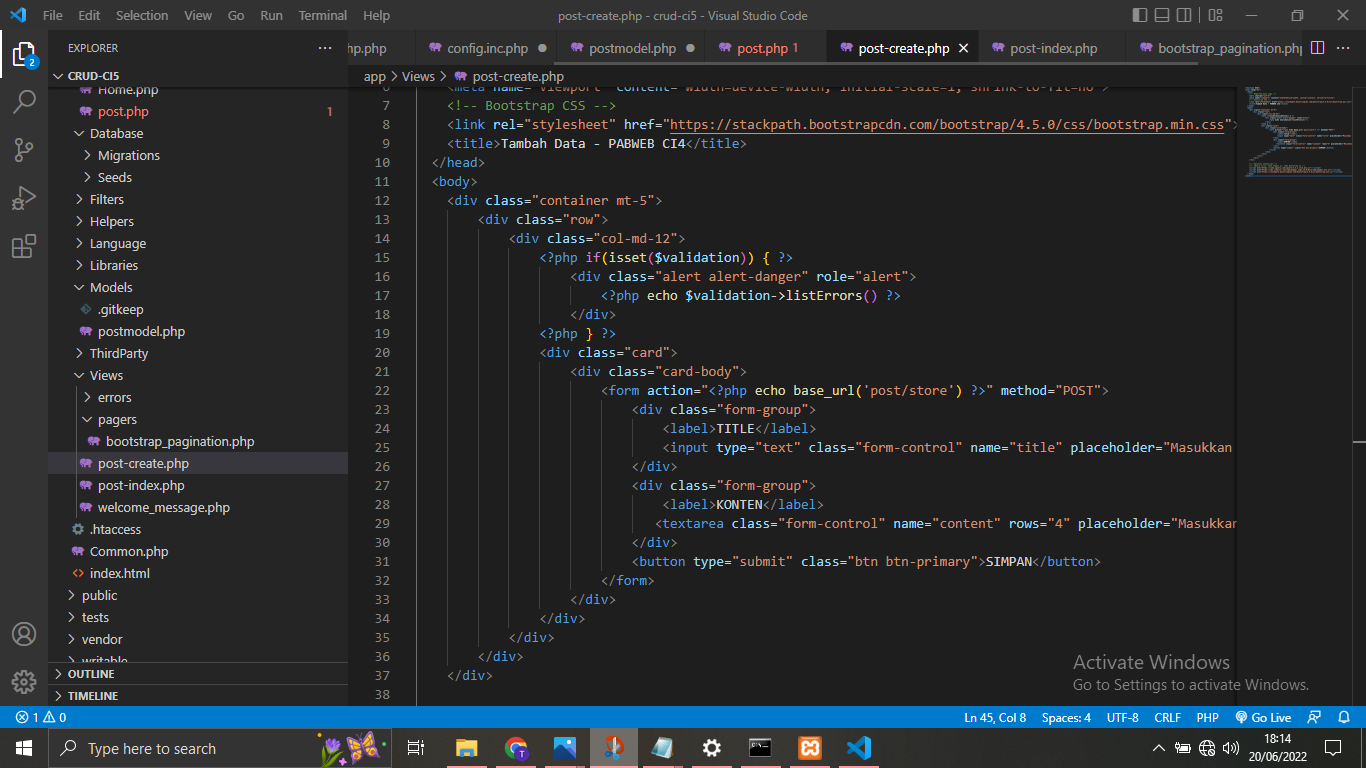 File Edit Selection View Go Run Terminal Help
post-create.php - crud-ci5 - Visual Studio Code
EXPLORER
hp.php
config.inc.php
postmodel.php
post.php 1
post-create.php
post-index.php
bootstrap_pagination.php
CRUD-CI5
app > Views > post-create.php
Home.php
post.php 1
Database
Migrations
Seeds
Filters
Helpers
Language
Libraries
Models
.gitkeep
postmodel.php
ThirdParty
Views
errors
pagers
bootstrap_pagination.php
post-create.php
post-index.php
welcome_message.php
.htaccess
Common.php
index.html
public
tests
vendor
writable
OUTLINE
TIMELINE
2
6 <meta name="viewport" content="width=device-width, initial-scale=1, shrink-to-fit=no">
7 <!-- Bootstrap CSS -->
8 <link rel="stylesheet" href="https://stackpath.bootstrapcdn.com/bootstrap/4.5.0/css/bootstrap.min.css">
9 <title>Tambah Data - PABWEB CI4</title>
10 </head>
11 <body>
12 <div class="container mt-5">
13 <div class="row">
14 <div class="col-md-12">
15 <?php if(isset($validation)) { ?>
16 <div class="alert alert-danger" role="alert">
17 <?php echo $validation->listErrors() ?>
18 </div>
19 <?php } ?>
20 <div class="card">
21 <div class="card-body">
22 <form action="<?php echo base_url('post/store') ?>" method="POST">
23 <div class="form-group">
24 <label>TITLE</label>
25 <input type="text" class="form-control" name="title" placeholder="Masukkan
26 </div>
27 <div class="form-group">
28 <label>KONTEN</label>
29 <textarea class="form-control" name="content" rows="4" placeholder="Masukkan
30 </div>
31 <button type="submit" class="btn btn-primary">SIMPAN</button>
32 </form>
33 </div>
34 </div>
35 </div>
36 </div>
37 </div>
38
Activate Windows
Go to Settings to activate Windows.
1 0
Ln 45, Col 8 Spaces: 4 UTF-8 CRLF PHP Go Live
Type here to search
T
18:14
20/06/2022